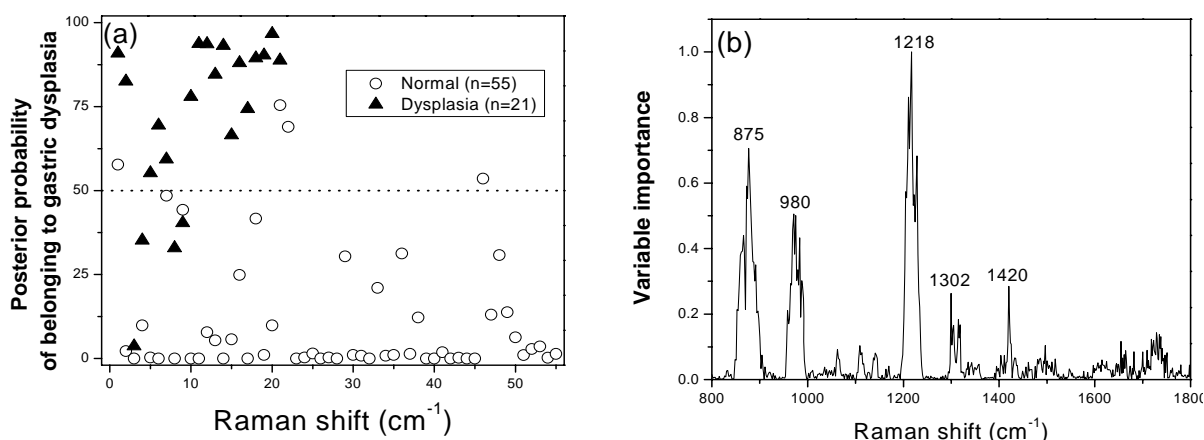 (a)
Normal (n=55)
Dysplasia (n=21)
Posterior probability
of belonging to gastric dysplasia
100
75
50
25
0
0 10 20 30 40 50
Raman shift (cm-1)
(b)
1218
875
980
1302
1420
Variable importance
1.0
0.8
0.6
0.4
0.2
0.0
800 1000 1200 1400 1600 1800
Raman shift (cm-1)